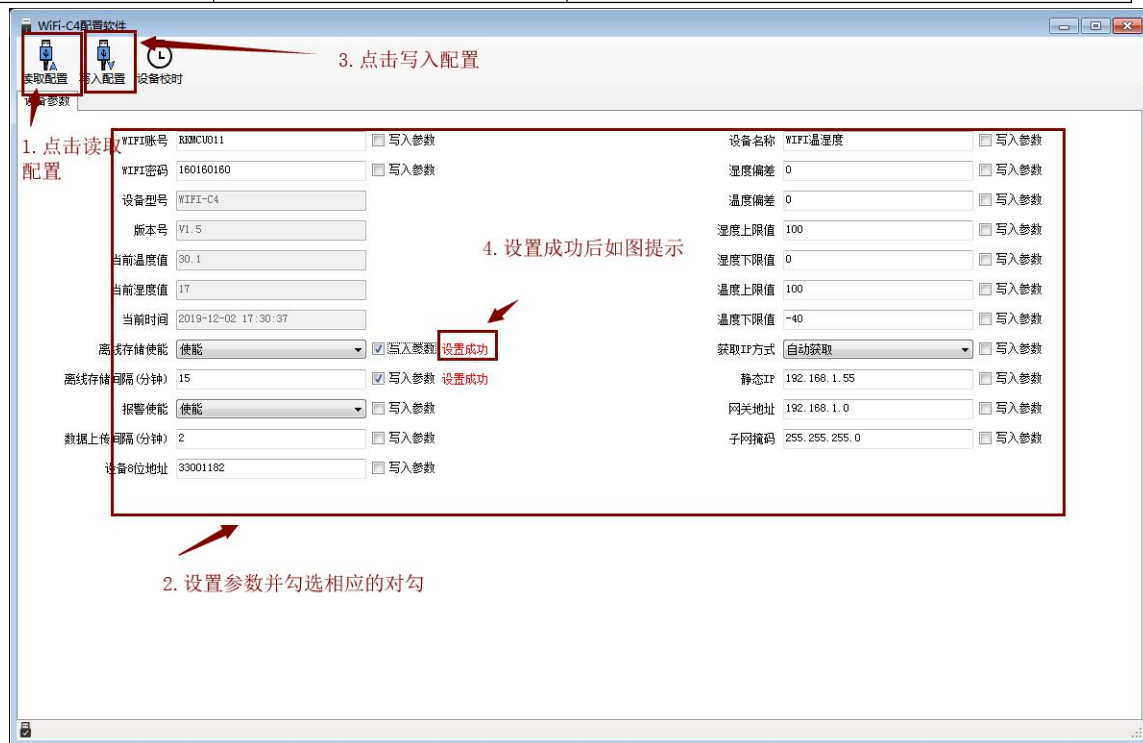 WiFi-C4配置软件
读取配置 写入配置 设备校时
3. 点击写入配置
设备参数
1. 点击读取
配置
WIFI账号 RKMCU011 写入参数 设备名称 WIFI温湿度 写入参数
WIFI密码 160160160 写入参数 湿度偏差 0 写入参数
设备型号 WIFI-C4 温度偏差 0 写入参数
版本号 V1.5 湿度上限值 100 写入参数
当前温度值 30.1 湿度下限值 0 写入参数
4. 设置成功后如图提示
当前湿度值 17 温度上限值 100 写入参数
当前时间 2019-12-02 17:30:37 温度下限值 -40 写入参数
离线存储使能 使能 写入参数 设置成功 获取IP方式 自动获取 写入参数
离线存储间隔(分钟) 15 写入参数 设置成功 静态IP 192.168.1.55 写入参数
报警使能 使能 写入参数 网关地址 192.168.1.0 写入参数
数据上传间隔(分钟) 2 写入参数 子网掩码 255.255.255.0 写入参数
设备8位地址 33001182 写入参数
2. 设置参数并勾选相应的对勾